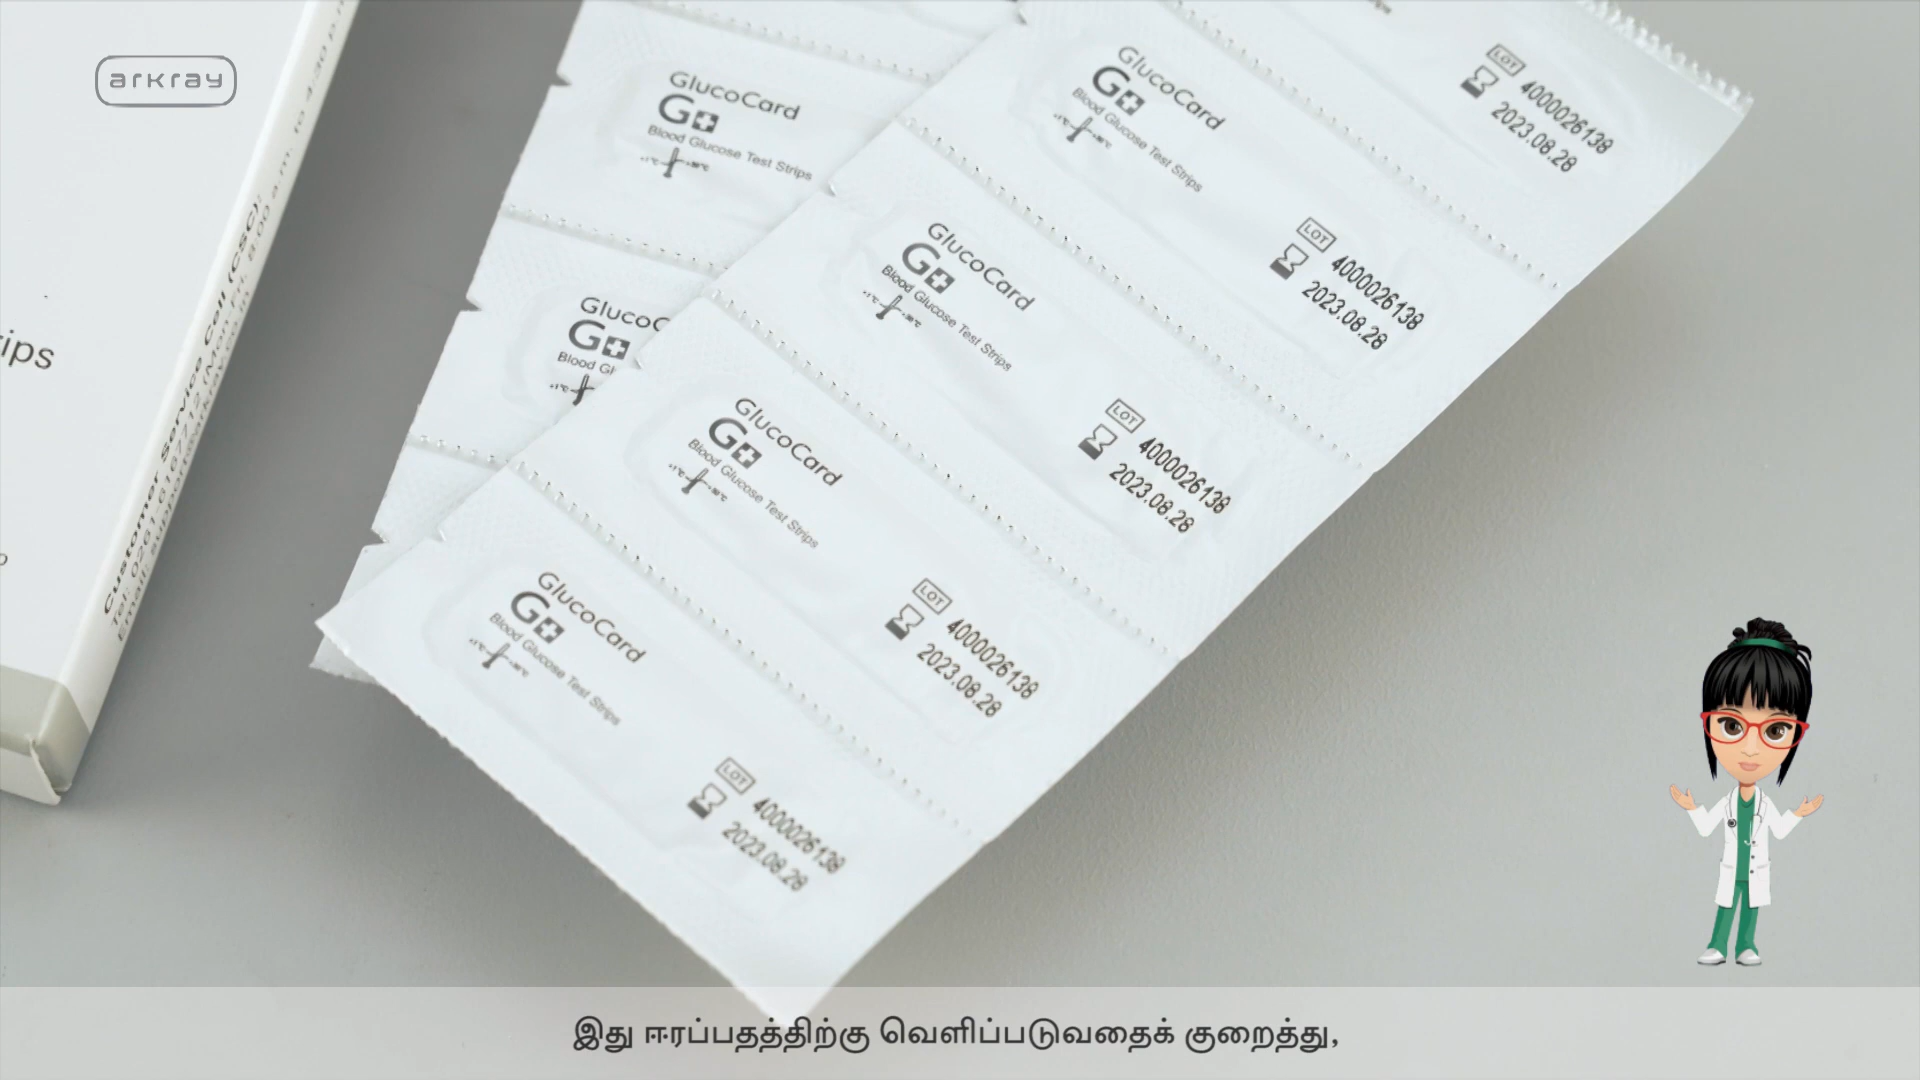 arkray
GlucoCard
G+
Blood Glucose Test Strips
GlucoCard
G+
Blood Glucose Test Strips
LOT 4000026138
2023.08.28
LOT 4000026138
2023.08.28
GlucoCard
G+
Blood Glucose Test Strips
LOT 4000026138
2023.08.28
GlucoC
G+
Blood Gl
GlucoCard
G+
Blood Glucose Test Strips
LOT 4000026138
2023.08.28
GlucoCard
G+
Blood Glucose Test Strips
LOT 4000026138
2023.08.28
ips
Customer Service Cell (CSC):
இது ஈரப்பதத்திற்கு வெளிப்படுவதைக் குறைத்து,